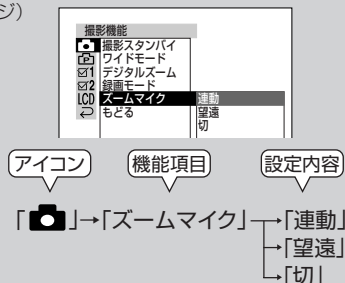 ジ）
撮影機能
撮影スタンバイ
ワイドモード
デジタルズーム
録画モード
ズームマイク 連動
もどる 望遠
切
P
1
2
LCD
アイコン 機能項目 設定内容
「📷」→「ズームマイク」→「連動」
→「望遠」
→「切」